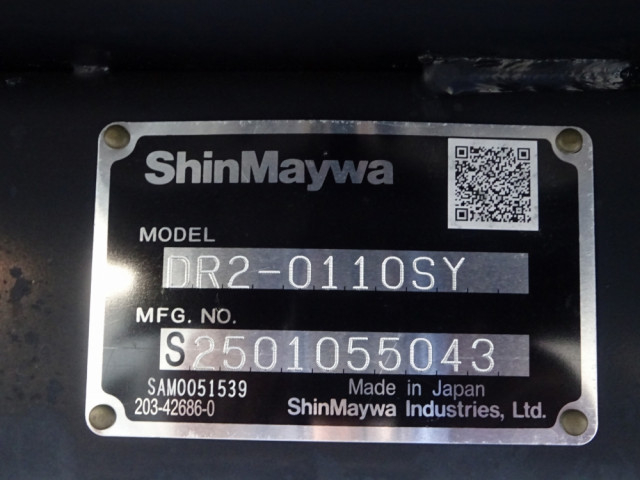 ShinMaywa
MODEL
DR2-0110SY
MFG. NO.
S2501055043
SAM0051539
Made in Japan
203-42686-0
ShinMaywa Industries, Ltd.